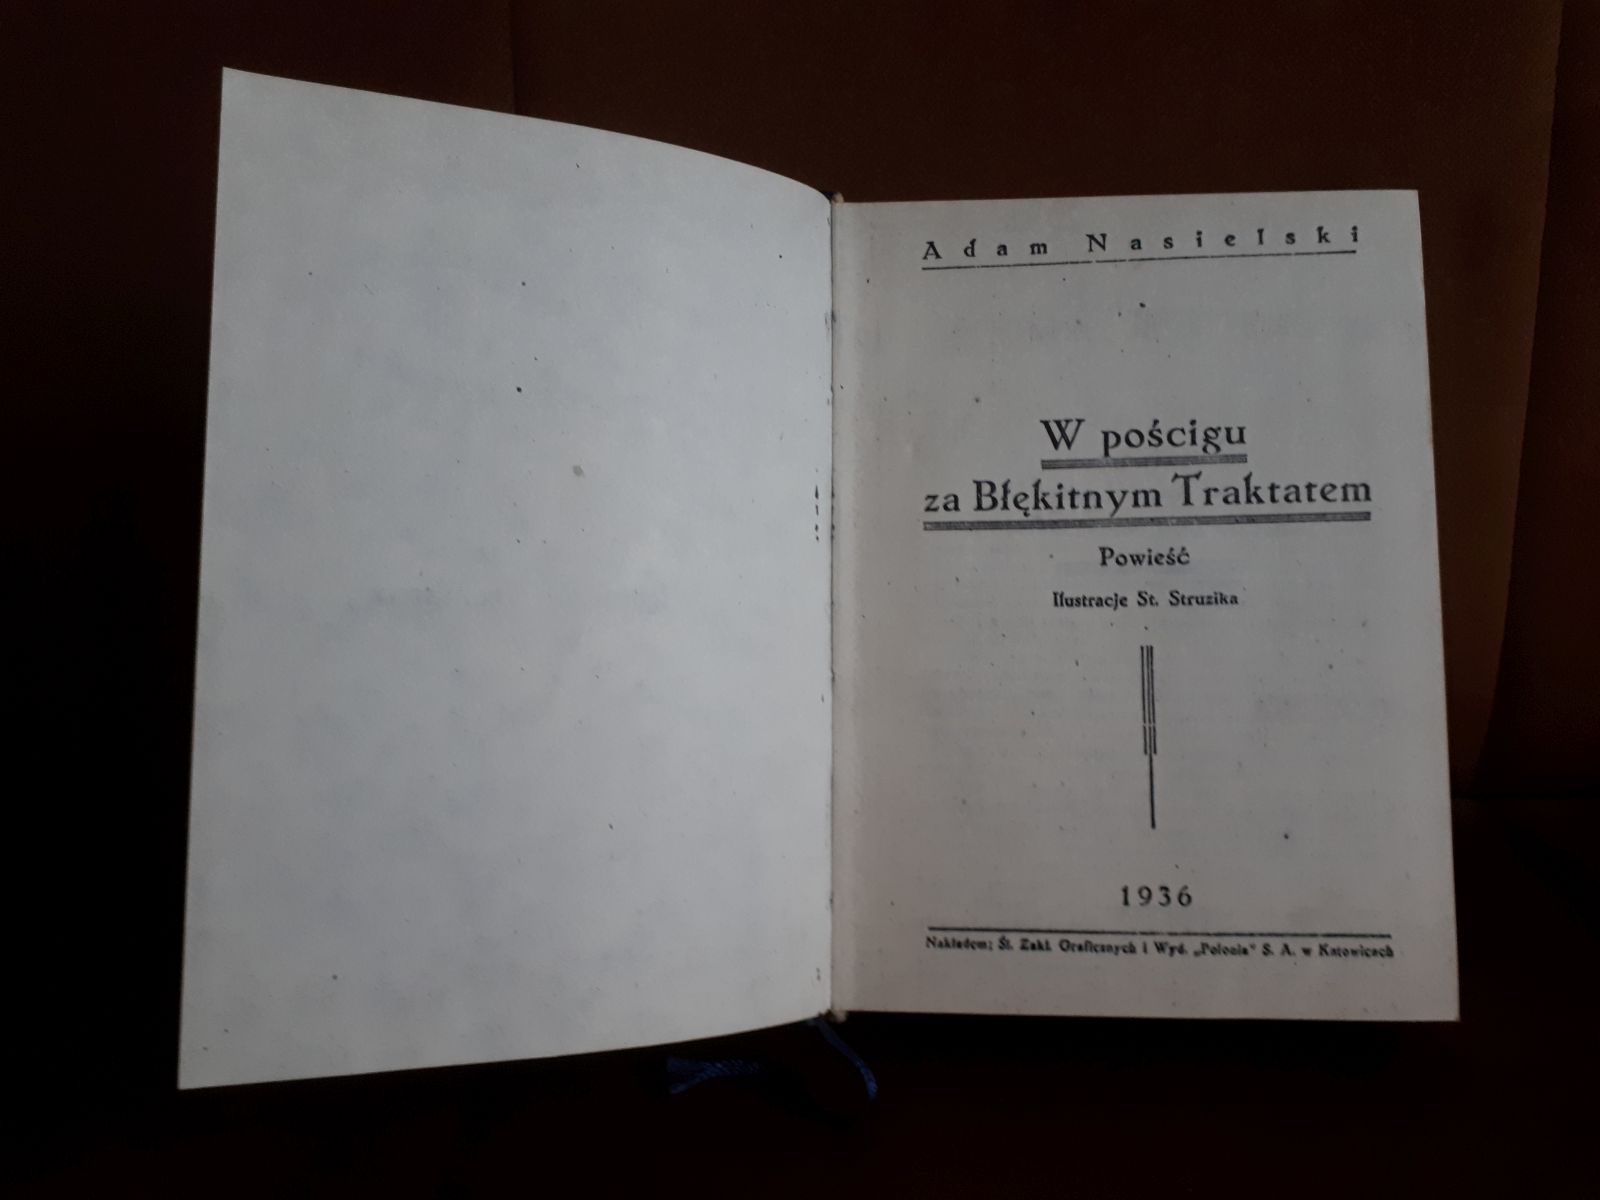 Adam Nasielski
W pościgu
za Błękitnym Traktatem
Powieść
Ilustracje St. Struzika
1936
Nakładem: Śl. Zakł. Graficznych i Wyd. „Polonia" S. A. w Katowicach